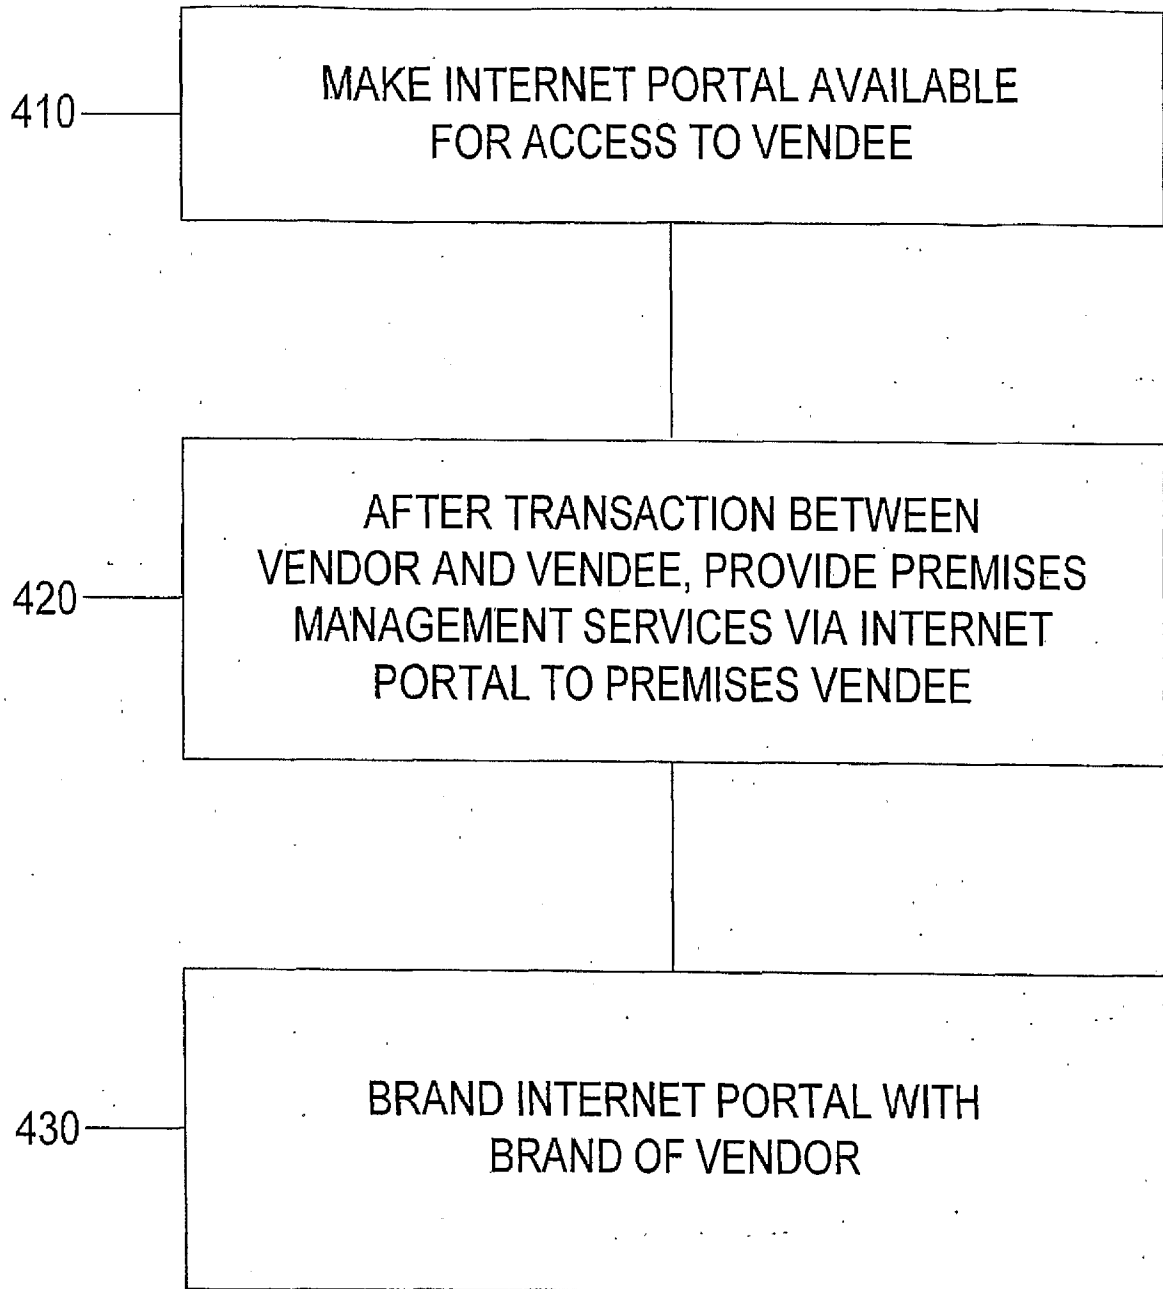 410
MAKE INTERNET PORTAL AVAILABLE
FOR ACCESS TO VENDEE
420
AFTER TRANSACTION BETWEEN
VENDOR AND VENDEE, PROVIDE PREMISES
MANAGEMENT SERVICES VIA INTERNET
PORTAL TO PREMISES VENDEE
430
BRAND INTERNET PORTAL WITH
BRAND OF VENDOR